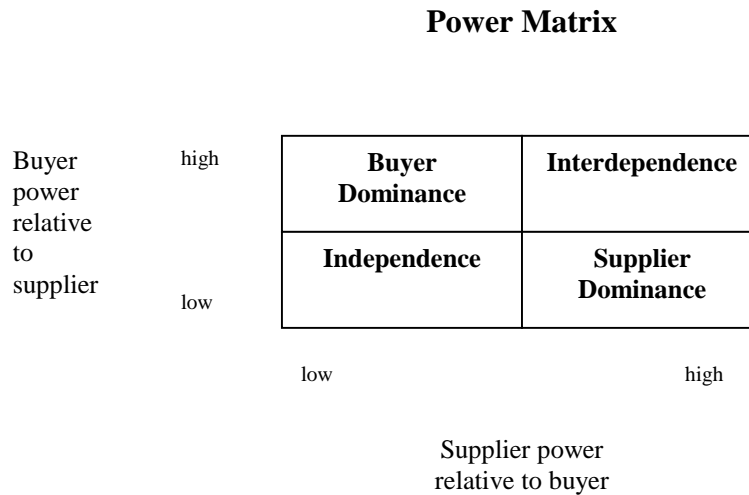 Power Matrix
Buyer
power
relative
to
supplier
high
low
Buyer
Dominance
Interdependence
Independence
Supplier
Dominance
low
high
Supplier power
relative to buyer